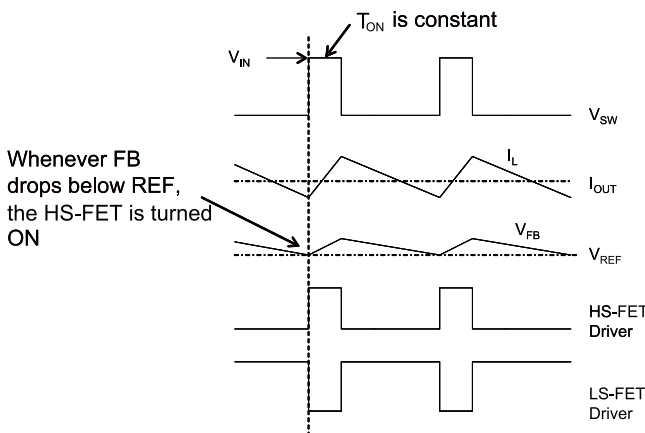 T_ON is constant
V_IN
V_SW
Whenever FB
drops below REF,
the HS-FET is turned
ON
I_L
I_OUT
V_FB
V_REF
HS-FET
Driver
LS-FET
Driver